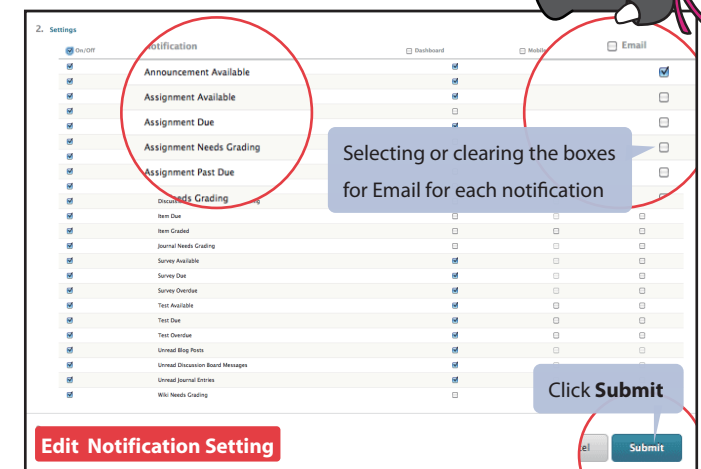 2. Settings
On/Off
Notification
Dashboard
Mobile
Email
Announcement Available
Assignment Available
Assignment Due
Assignment Needs Grading
Assignment Past Due
Needs Grading
Selecting or clearing the boxes
for Email for each notification
Item Due
Item Graded
Journal Needs Grading
Survey Available
Survey Due
Survey Overdue
Test Available
Test Due
Test Overdue
Unread Blog Posts
Unread Discussion Board Messages
Unread Journal Entries
Wiki Needs Grading
Click Submit
Edit Notification Setting
Submit